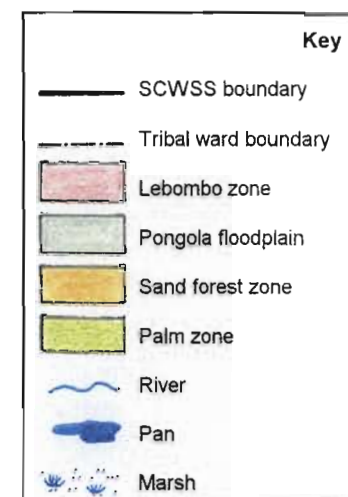 Key
SCWSS boundary
Tribal ward boundary
Lebombo zone
Pongola floodplain
Sand forest zone
Palm zone
River
Pan
Marsh